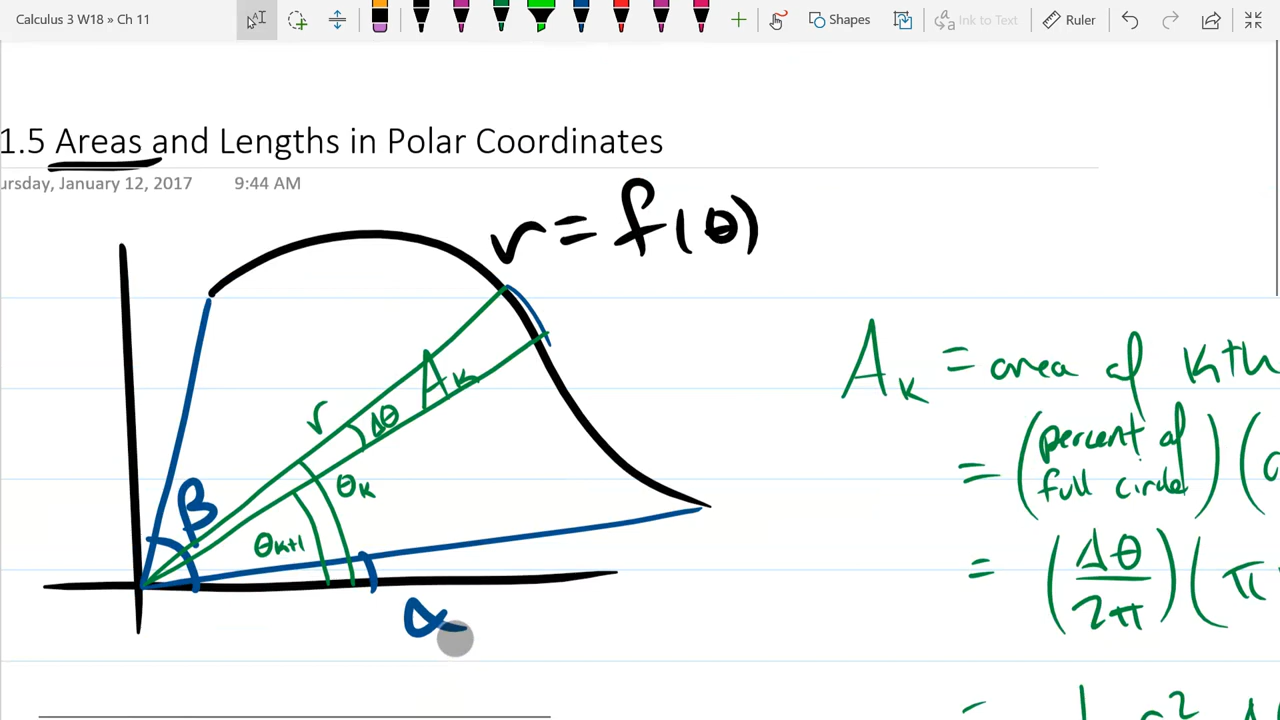 Calculus 3 W18 » Ch 11
Shapes
Ink to Text
Ruler
1.5 Areas and Lengths in Polar Coordinates
ursday, January 12, 2017 9:44 AM
r = f(θ)
A_k = area of kth
= (percent of full circle) (
= (Δθ/2π) (π
r
Δθ
A_k
θ_k
θ_k+1
β
α